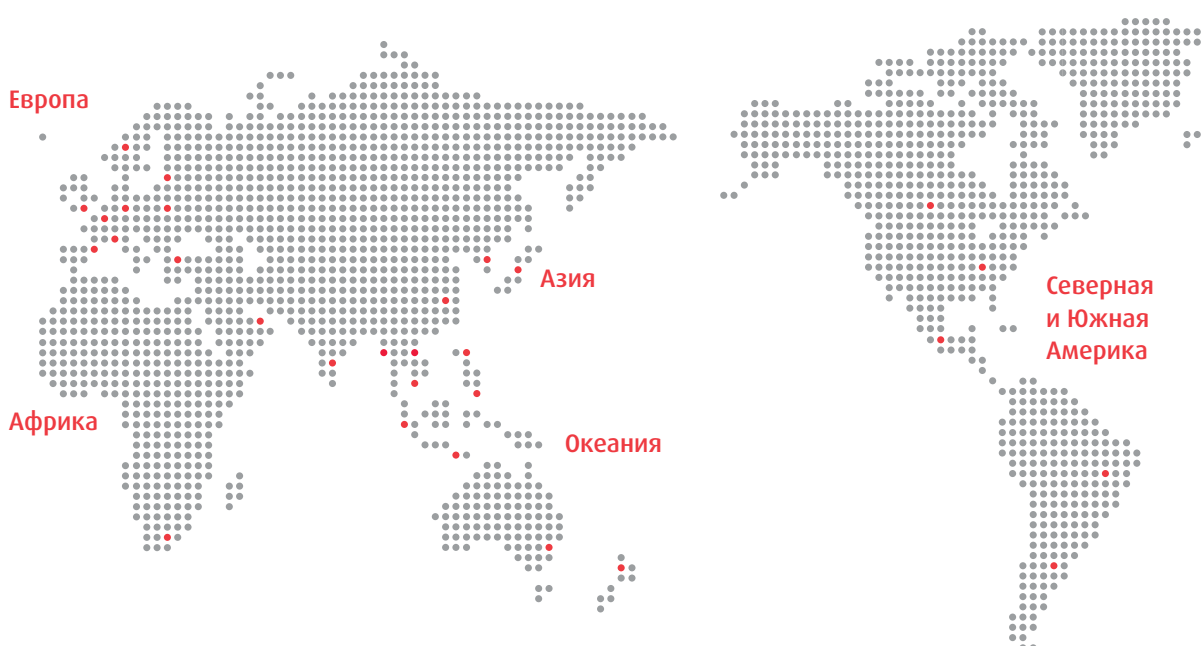 Европа
Азия
Северная
и Южная
Америка
Африка
Океания